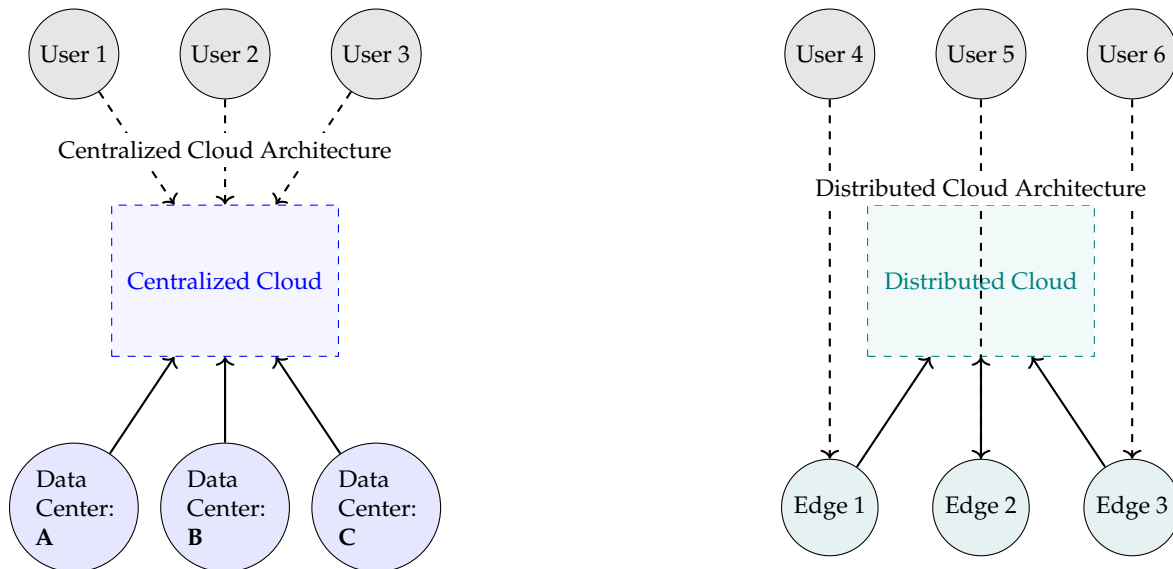 User 1
User 2
User 3
User 4
User 5
User 6
Centralized Cloud Architecture
Distributed Cloud Architecture
Centralized Cloud
Distributed Cloud
Data
Center:
A
Data
Center:
B
Data
Center:
C
Edge 1
Edge 2
Edge 3